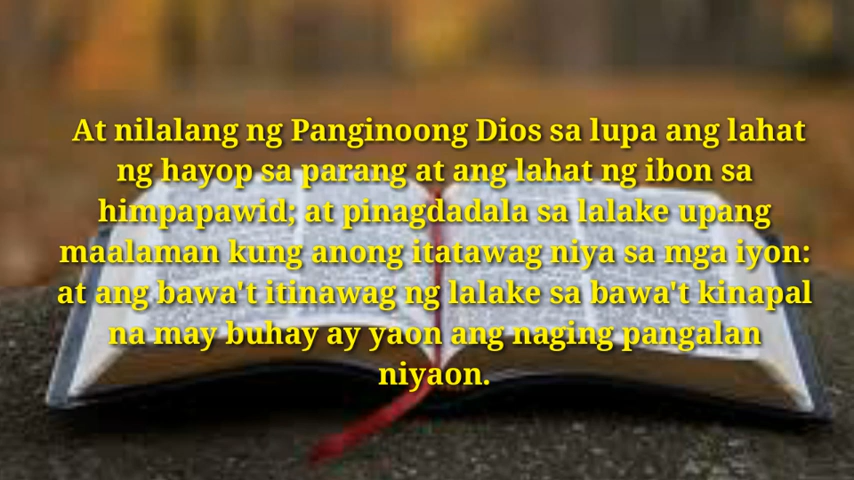 At nilalang ng Panginoong Dios sa lupa ang lahat
ng hayop sa parang at ang lahat ng ibon sa
himpapawid; at pinagdadala sa lalake upang
maalaman kung anong itatawag niya sa mga iyon:
at ang bawa't itinawag ng lalake sa bawa't kinapal
na may buhay ay yaon ang naging pangalan
niyaon.